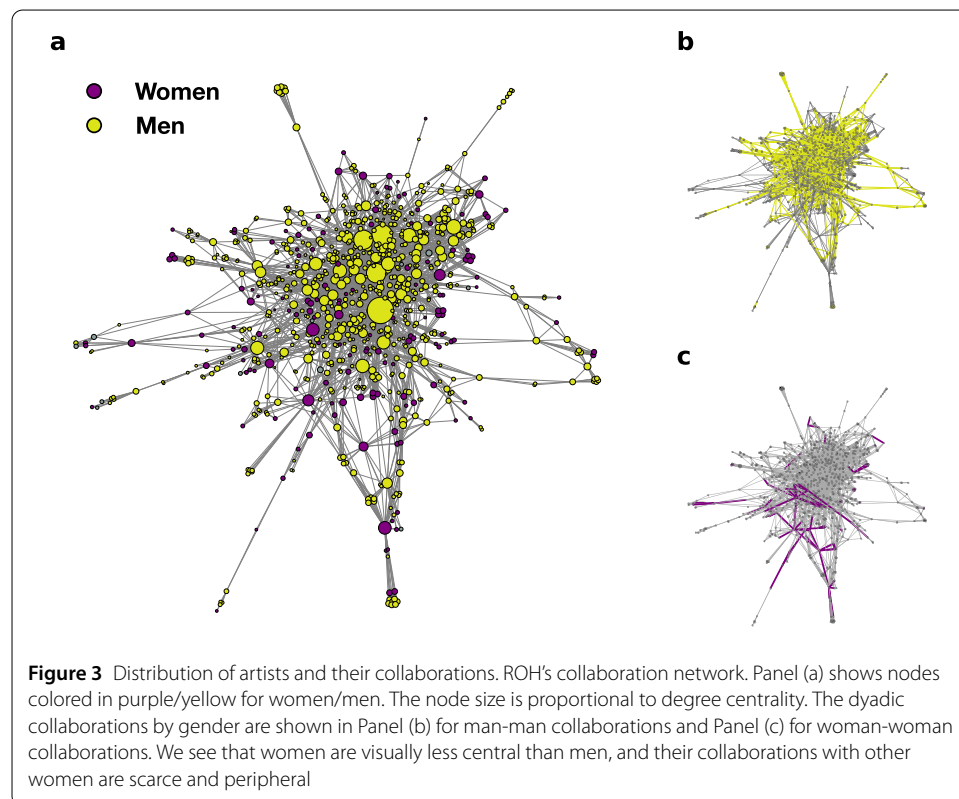 a
b
Women
Men
c
Figure 3 Distribution of artists and their collaborations. ROH's collaboration network. Panel (a) shows nodes
colored in purple/yellow for women/men. The node size is proportional to degree centrality. The dyadic
collaborations by gender are shown in Panel (b) for man-man collaborations and Panel (c) for woman-woman
collaborations. We see that women are visually less central than men, and their collaborations with other
women are scarce and peripheral